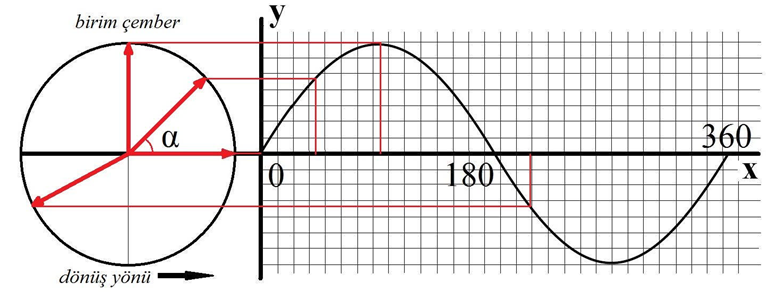 birim çember
y
α
0
180
360
x
dönüş yönü